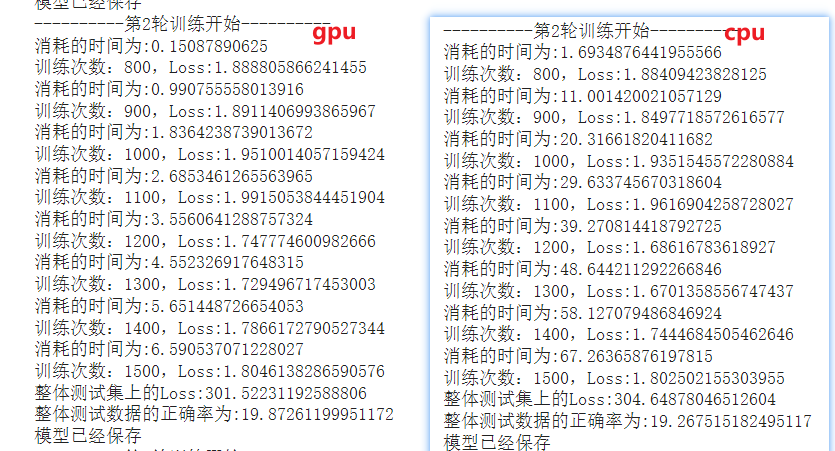 模型已经保存
----------第2轮训练开始----------
gpu
消耗的时间为:0.15087890625
训练次数：800，Loss:1.888805866241455
消耗的时间为:0.990755558013916
训练次数：900，Loss:1.8911406993865967
消耗的时间为:1.8364238739013672
训练次数：1000，Loss:1.9510014057159424
消耗的时间为:2.6853461265563965
训练次数：1100，Loss:1.9915053844451904
消耗的时间为:3.5560641288757324
训练次数：1200，Loss:1.747774600982666
消耗的时间为:4.552326917648315
训练次数：1300，Loss:1.729496717453003
消耗的时间为:5.651448726654053
训练次数：1400，Loss:1.7866172790527344
消耗的时间为:6.590537071228027
训练次数：1500，Loss:1.8046138286590576
整体测试集上的Loss:301.52231192588806
整体测试数据的正确率为:19.87261199951172
模型已经保存
----------第2轮训练开始----------
cpu
消耗的时间为:1.6934876441955566
训练次数：800，Loss:1.88409423828125
消耗的时间为:11.001420021057129
训练次数：900，Loss:1.8497718572616577
消耗的时间为:20.31661820411682
训练次数：1000，Loss:1.9351545572280884
消耗的时间为:29.633745670318604
训练次数：1100，Loss:1.9616904258728027
消耗的时间为:39.270814418792725
训练次数：1200，Loss:1.68616783618927
消耗的时间为:48.644211292266846
训练次数：1300，Loss:1.6701358556747437
消耗的时间为:58.127079486846924
训练次数：1400，Loss:1.7444684505462646
消耗的时间为:67.26365876197815
训练次数：1500，Loss:1.802502155303955
整体测试集上的Loss:304.64878046512604
整体测试数据的正确率为:19.267515182495117
模型已经保存